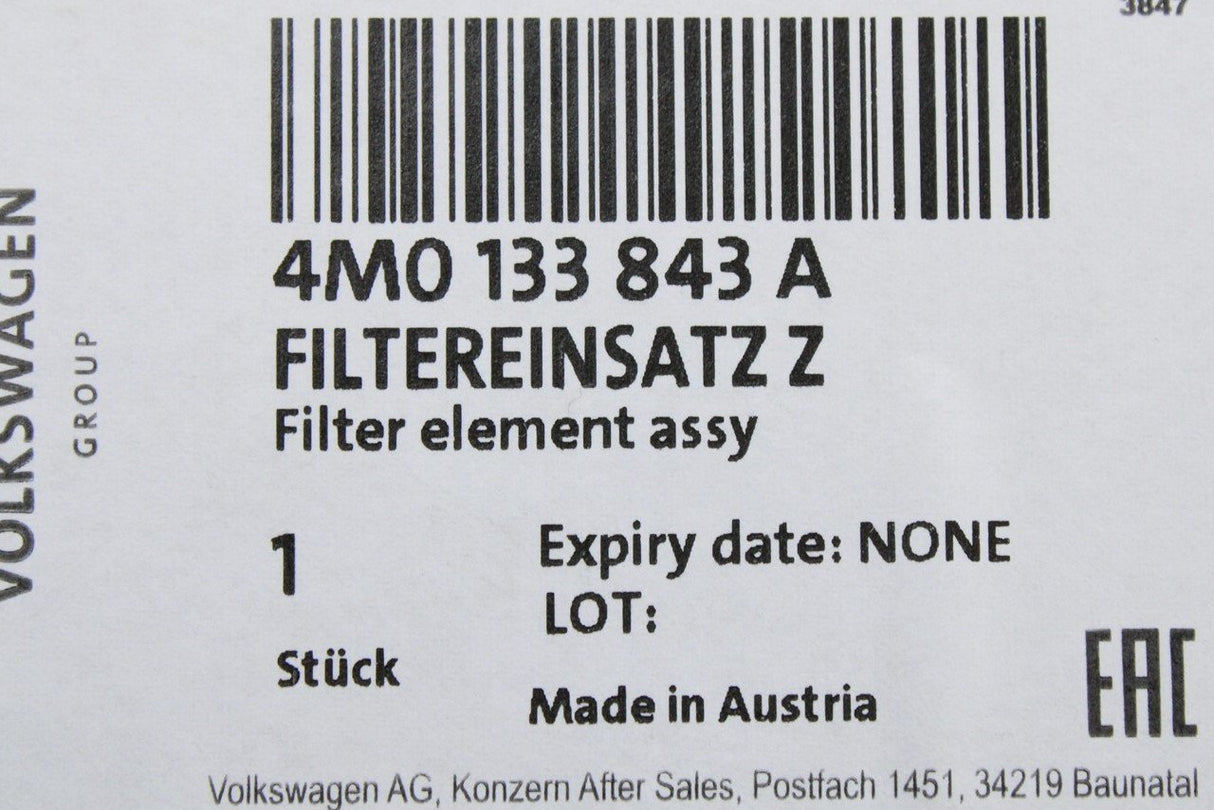 3847
4M0 133 843 A
FILTEREINSATZ Z
Filter element assy
1
Expiry date: NONE
LOT:
Stück
Made in Austria
EAC
Volkswagen AG, Konzern After Sales, Postfach 1451, 34219 Baunatal
VOLKSWAGEN
GROUP